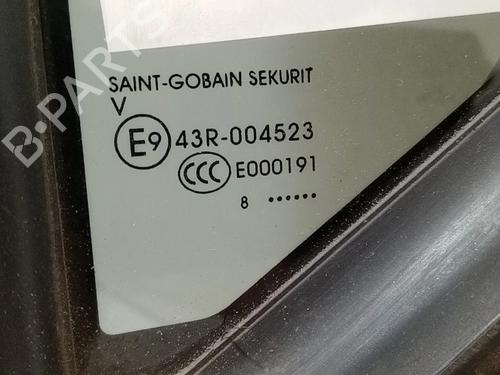 B-PARTS
SAINT-GOBAIN SEKURIT
V
E9 43R-004523
CCC E000191
8 ......